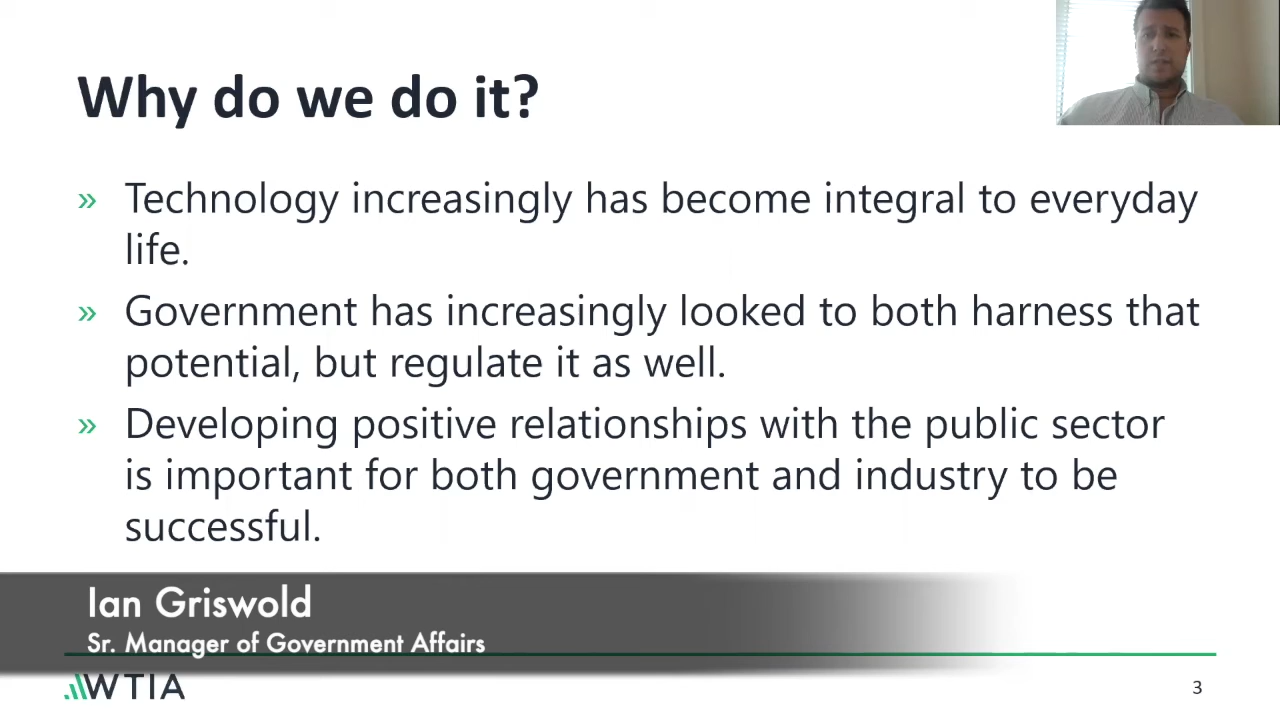 Why do we do it?
» Technology increasingly has become integral to everyday
life.
» Government has increasingly looked to both harness that
potential, but regulate it as well.
» Developing positive relationships with the public sector
is important for both government and industry to be
successful.
Ian Griswold
Sr. Manager of Government Affairs
WTIA
3